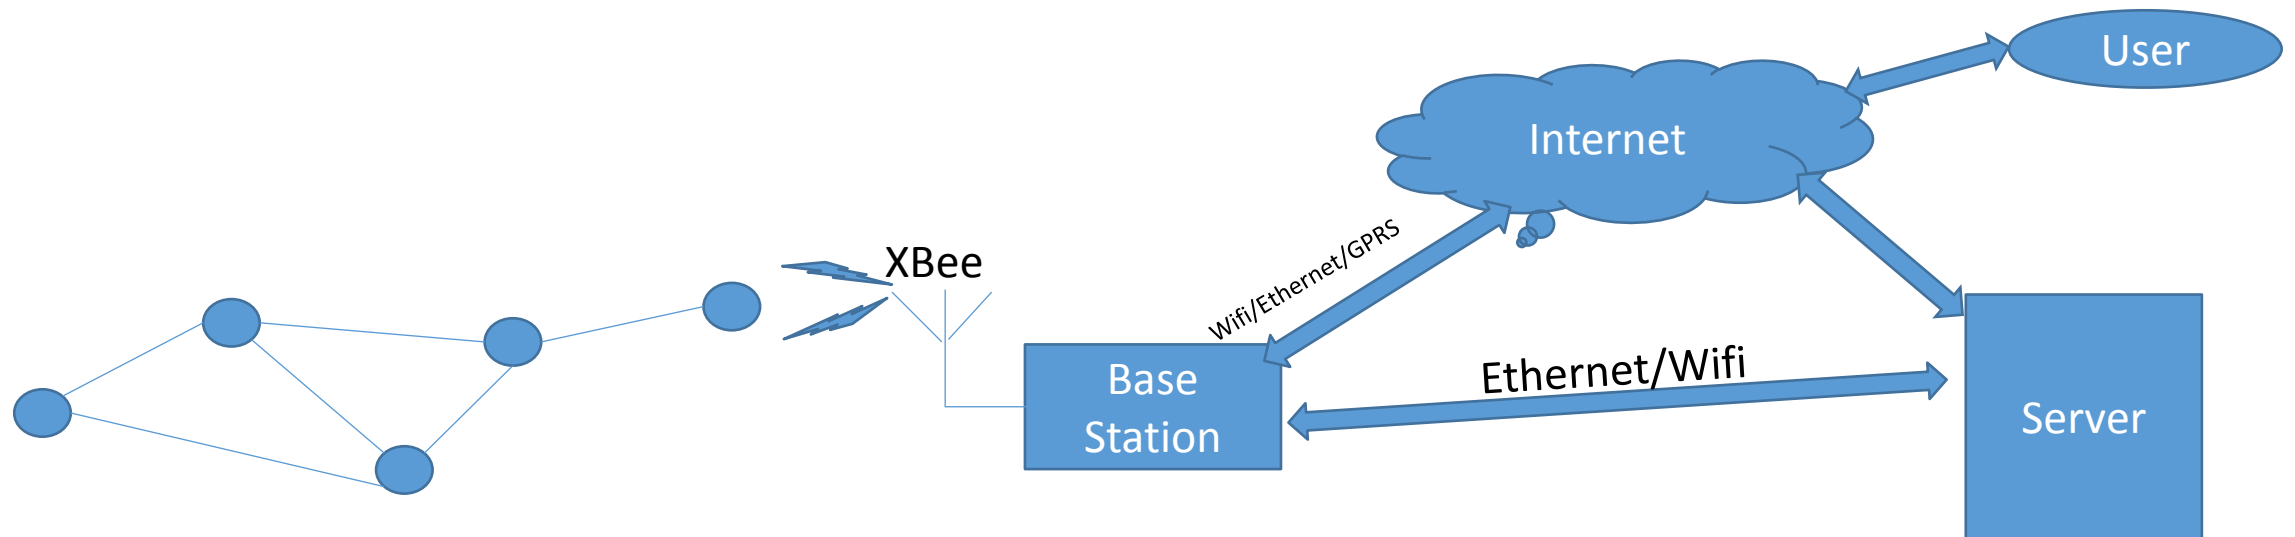 User
Internet
Wifi/Ethernet/GPRS
XBee
Ethernet/Wifi
Base
Station
Server